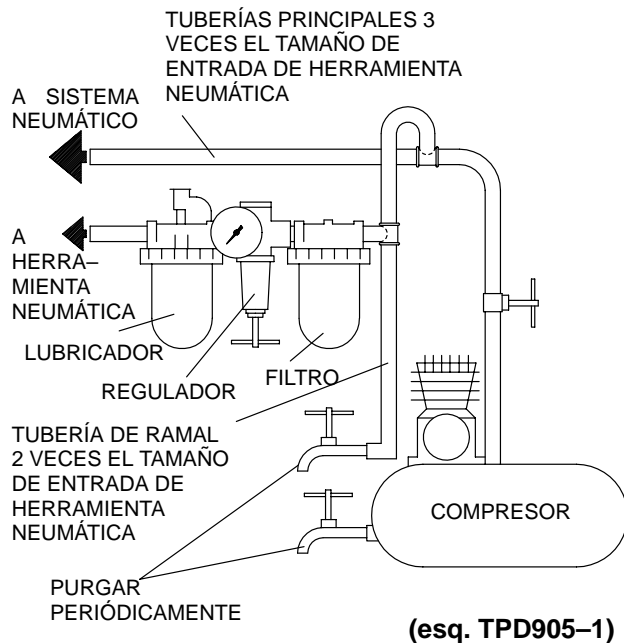 TUBERÍAS PRINCIPALES 3
VECES EL TAMAÑO DE
ENTRADA DE HERRAMIENTA
NEUMÁTICA
A SISTEMA
NEUMÁTICO
A
HERRA–
MIENTA
NEUMÁTICA
LUBRICADOR
REGULADOR
FILTRO
TUBERÍA DE RAMAL
2 VECES EL TAMAÑO
DE ENTRADA DE
HERRAMIENTA
NEUMÁTICA
COMPRESOR
PURGAR
PERIÓDICAMENTE
(esq. TPD905–1)